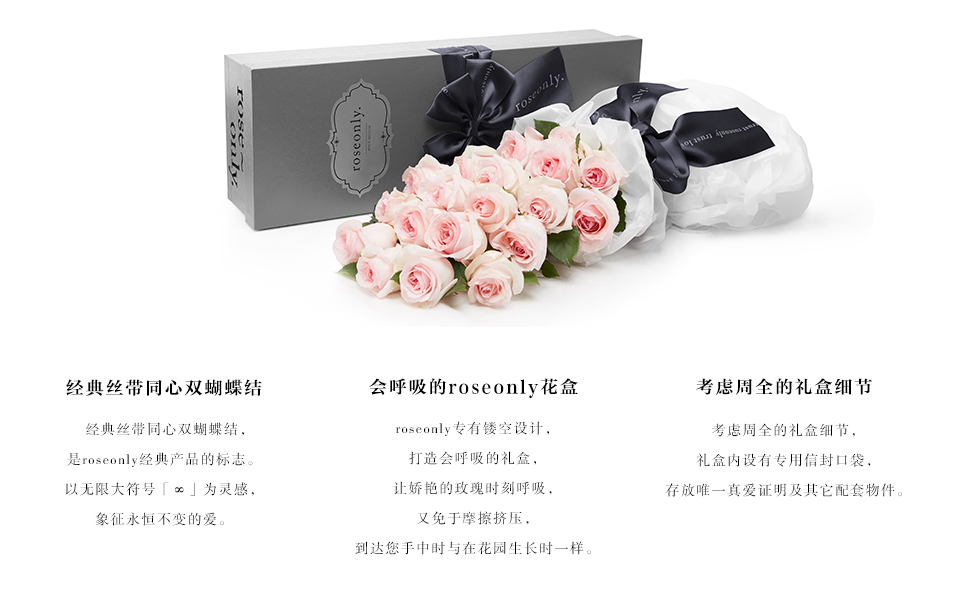 rose
only.
roseonly.
roseonly.
经典丝带同心双蝴蝶结
经典丝带同心双蝴蝶结，
是roseonly经典产品的标志。
以无限大符号「∞」为灵感，
象征永恒不变的爱。
会呼吸的roseonly花盒
roseonly专有镂空设计，
打造会呼吸的礼盒，
让娇艳的玫瑰时刻呼吸，
又免于摩擦挤压，
到达您手中时与在花园生长时一样。
考虑周全的礼盒细节
考虑周全的礼盒细节，
礼盒内设有专用信封口袋，
存放唯一真爱证明及其它配套物件。